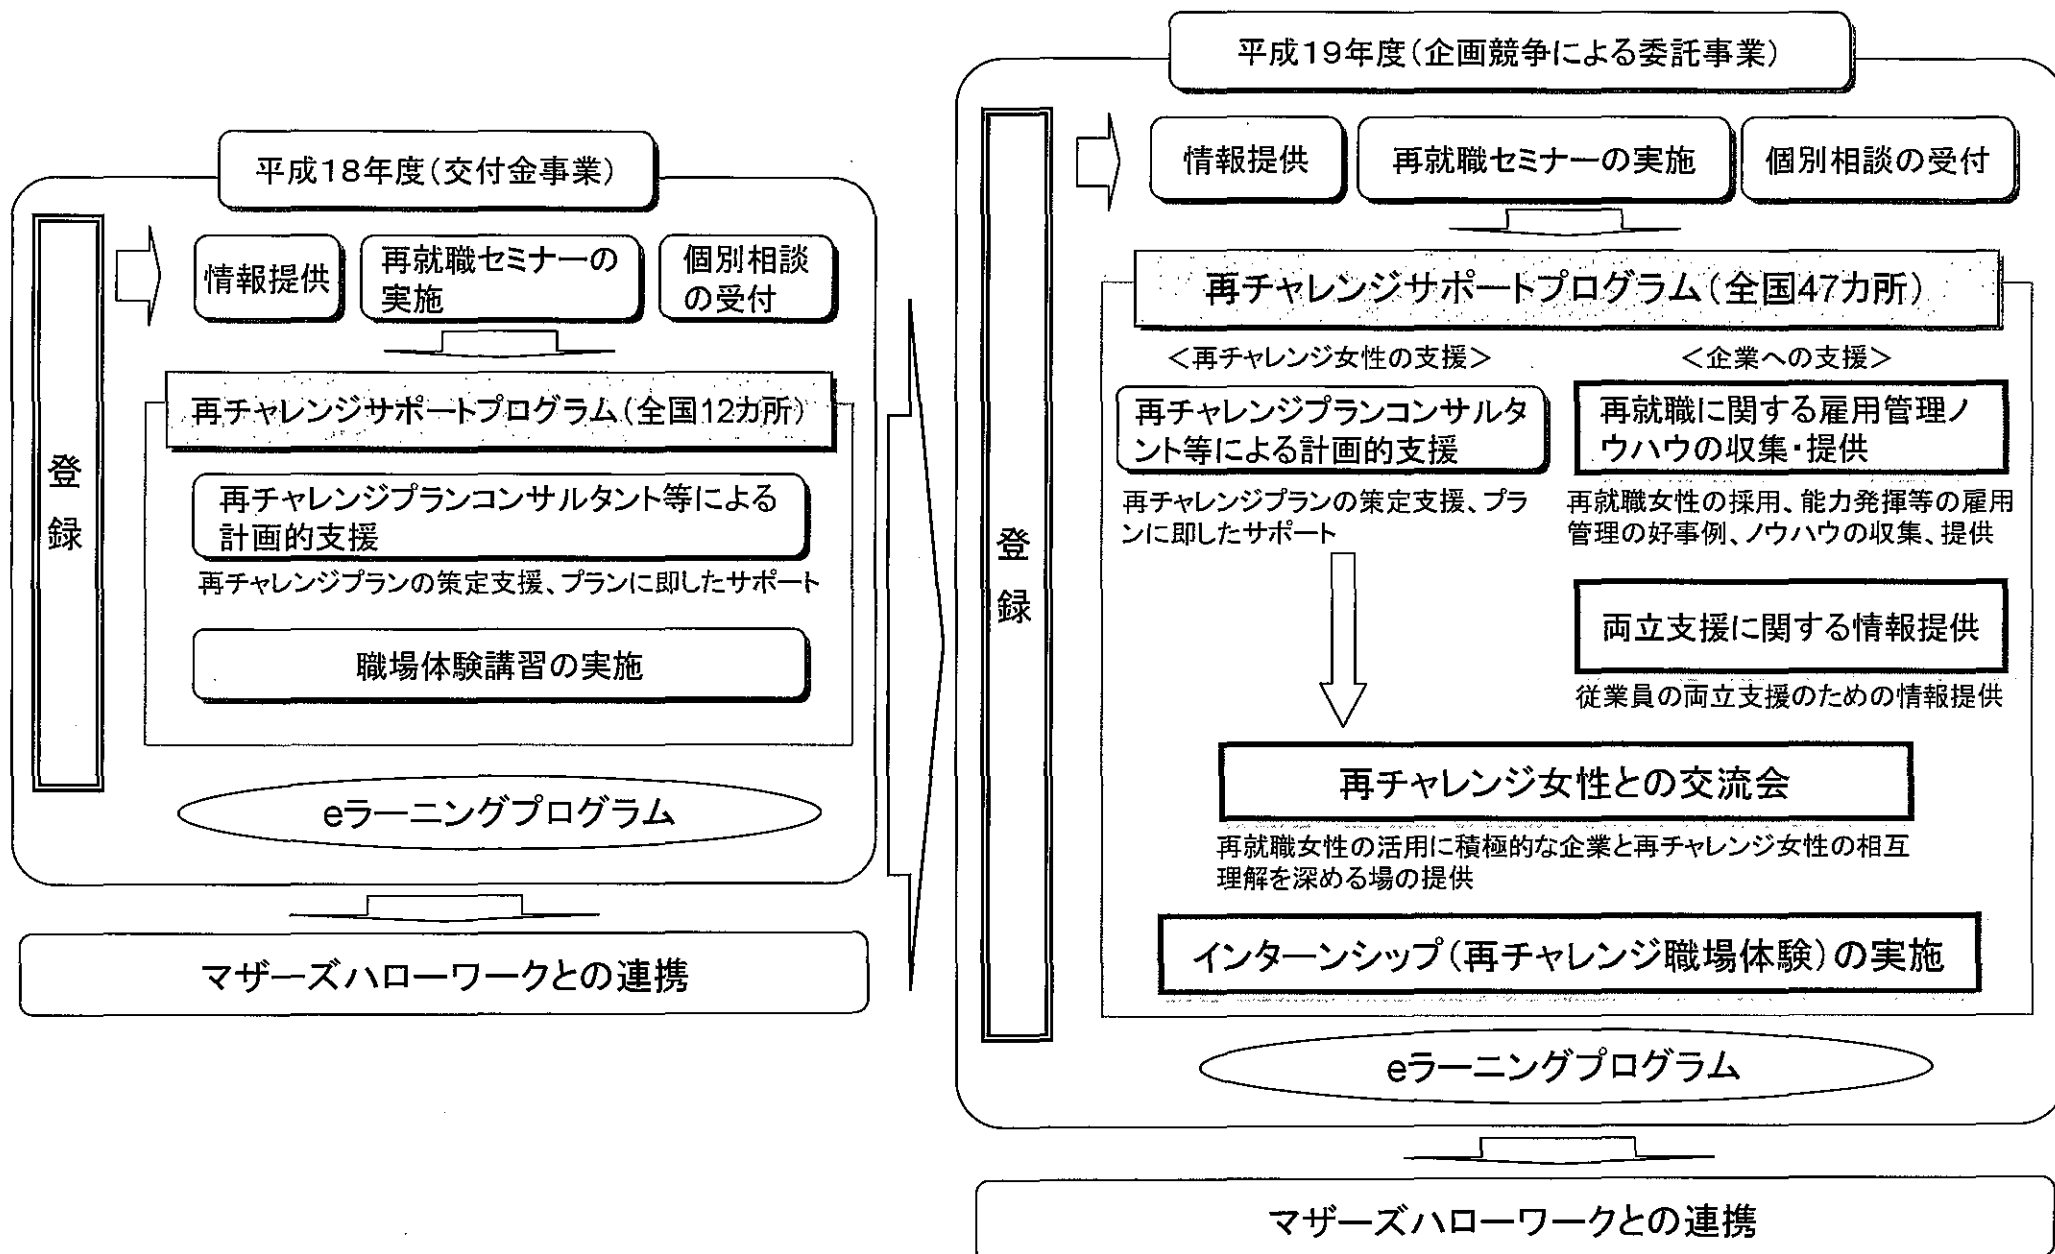 平成18年度(交付金事業)
登
録
情報提供
再就職セミナーの
実施
個別相談
の受付
再チャレンジサポートプログラム(全国12カ所)
再チャレンジプランコンサルタント等による
計画的支援
再チャレンジプランの策定支援、プランに即したサポート
職場体験講習の実施
eラーニングプログラム
マザーズハローワークとの連携
平成19年度(企画競争による委託事業)
登
録
情報提供
再就職セミナーの実施
個別相談の受付
再チャレンジサポートプログラム(全国47カ所)
<再チャレンジ女性の支援>
再チャレンジプランコンサルタ
ント等による計画的支援
再チャレンジプランの策定支援、プラ
ンに即したサポート
<企業への支援>
再就職に関する雇用管理ノ
ウハウの収集・提供
再就職女性の採用、能力発揮等の雇用
管理の好事例、ノウハウの収集、提供
両立支援に関する情報提供
従業員の両立支援のための情報提供
再チャレンジ女性との交流会
再就職女性の活用に積極的な企業と再チャレンジ女性の相互
理解を深める場の提供
インターンシップ(再チャレンジ職場体験)の実施
eラーニングプログラム
マザーズハローワークとの連携